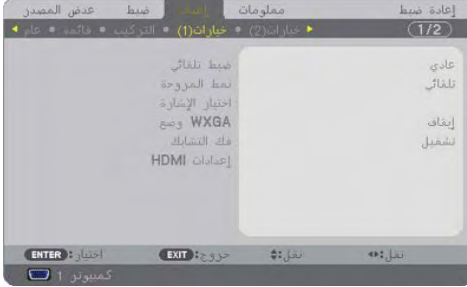 عرض المصدر ضبط إعداد معلومات إعادة ضبط
عام • قائمة • التركيب • خيارات(1) • خيارات(2) 1/2
ضبط تلقائي عادي
نمط المروحة تلقائي
اختيار الإشارة
وضع WXGA إيقاف
فك التشابك تشغيل
إعدادات HDMI
ENTER :اختيار EXIT :خروج نقل: نقل:
كمبيوتر 1